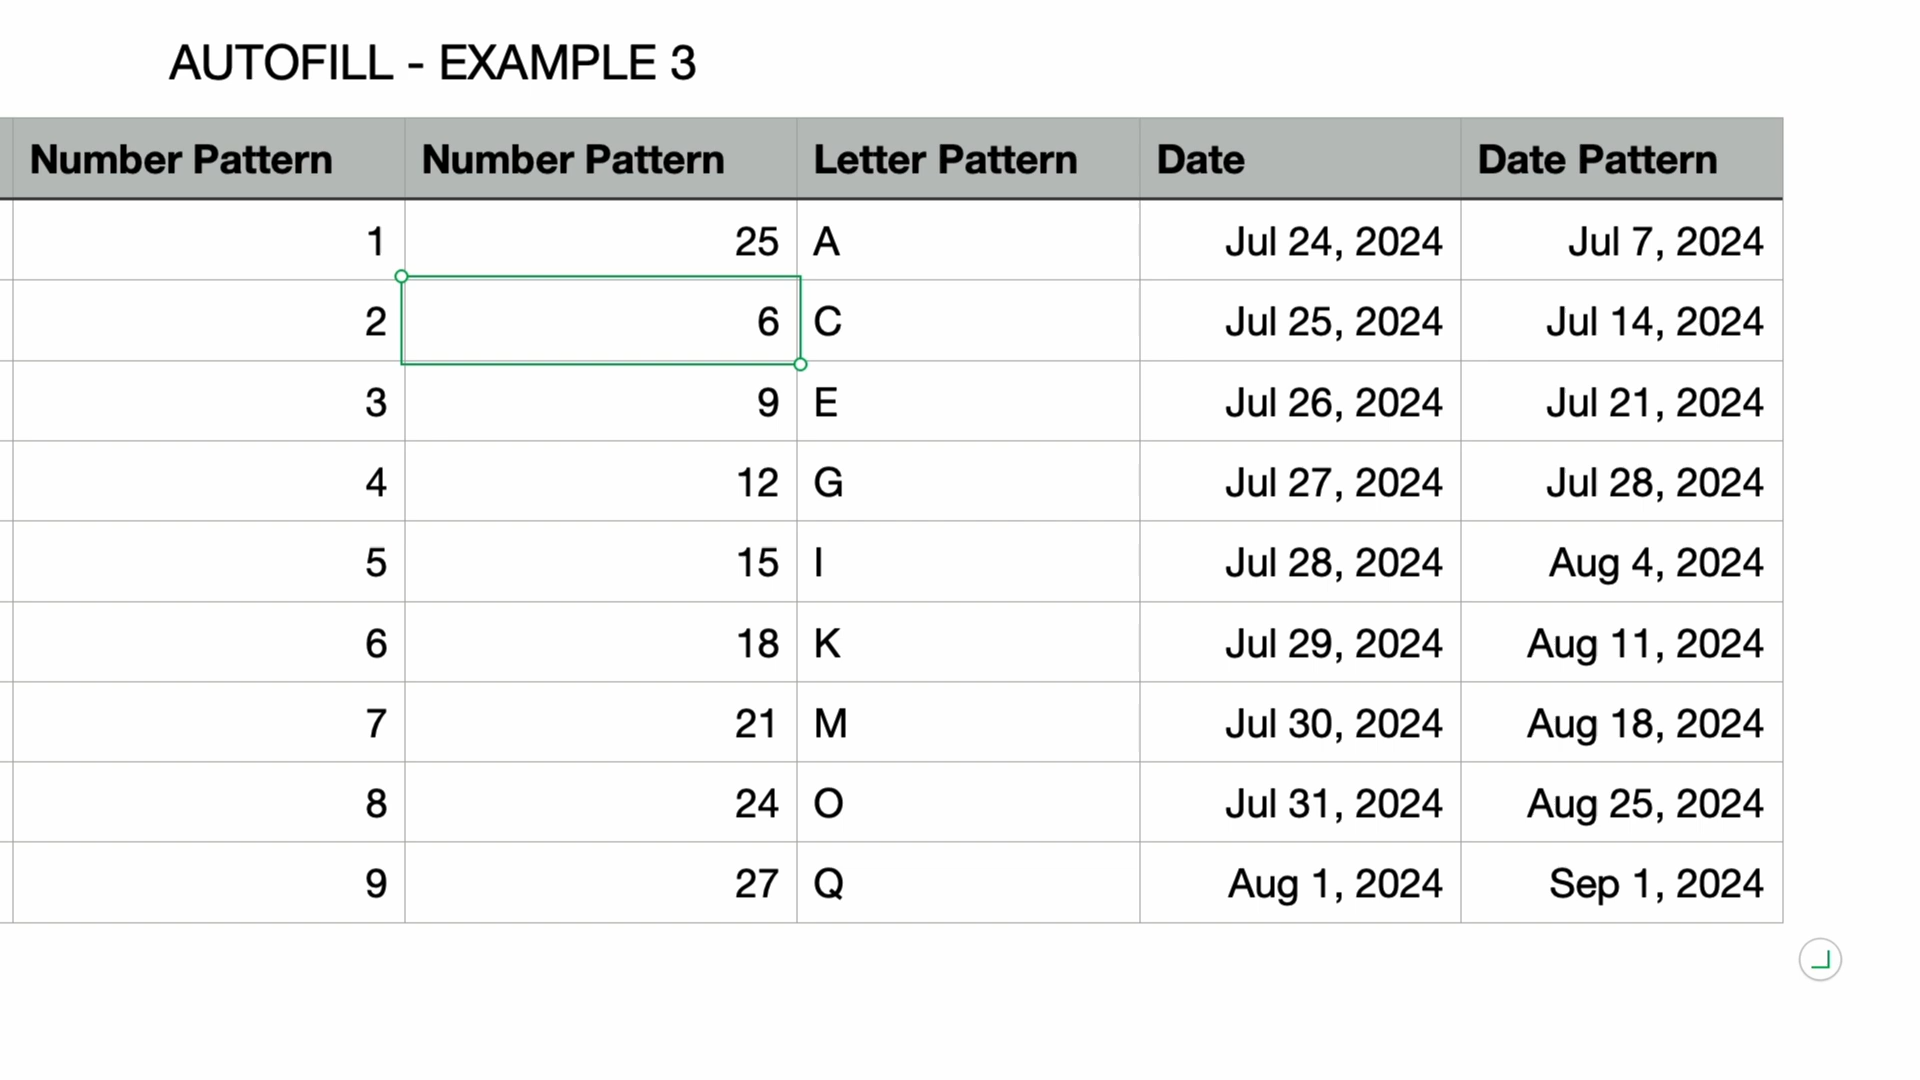 AUTOFILL - EXAMPLE 3
Number Pattern Number Pattern Letter Pattern Date Date Pattern
1 25 A Jul 24, 2024 Jul 7, 2024
2 6 C Jul 25, 2024 Jul 14, 2024
3 9 E Jul 26, 2024 Jul 21, 2024
4 12 G Jul 27, 2024 Jul 28, 2024
5 15 I Jul 28, 2024 Aug 4, 2024
6 18 K Jul 29, 2024 Aug 11, 2024
7 21 M Jul 30, 2024 Aug 18, 2024
8 24 O Jul 31, 2024 Aug 25, 2024
9 27 Q Aug 1, 2024 Sep 1, 2024